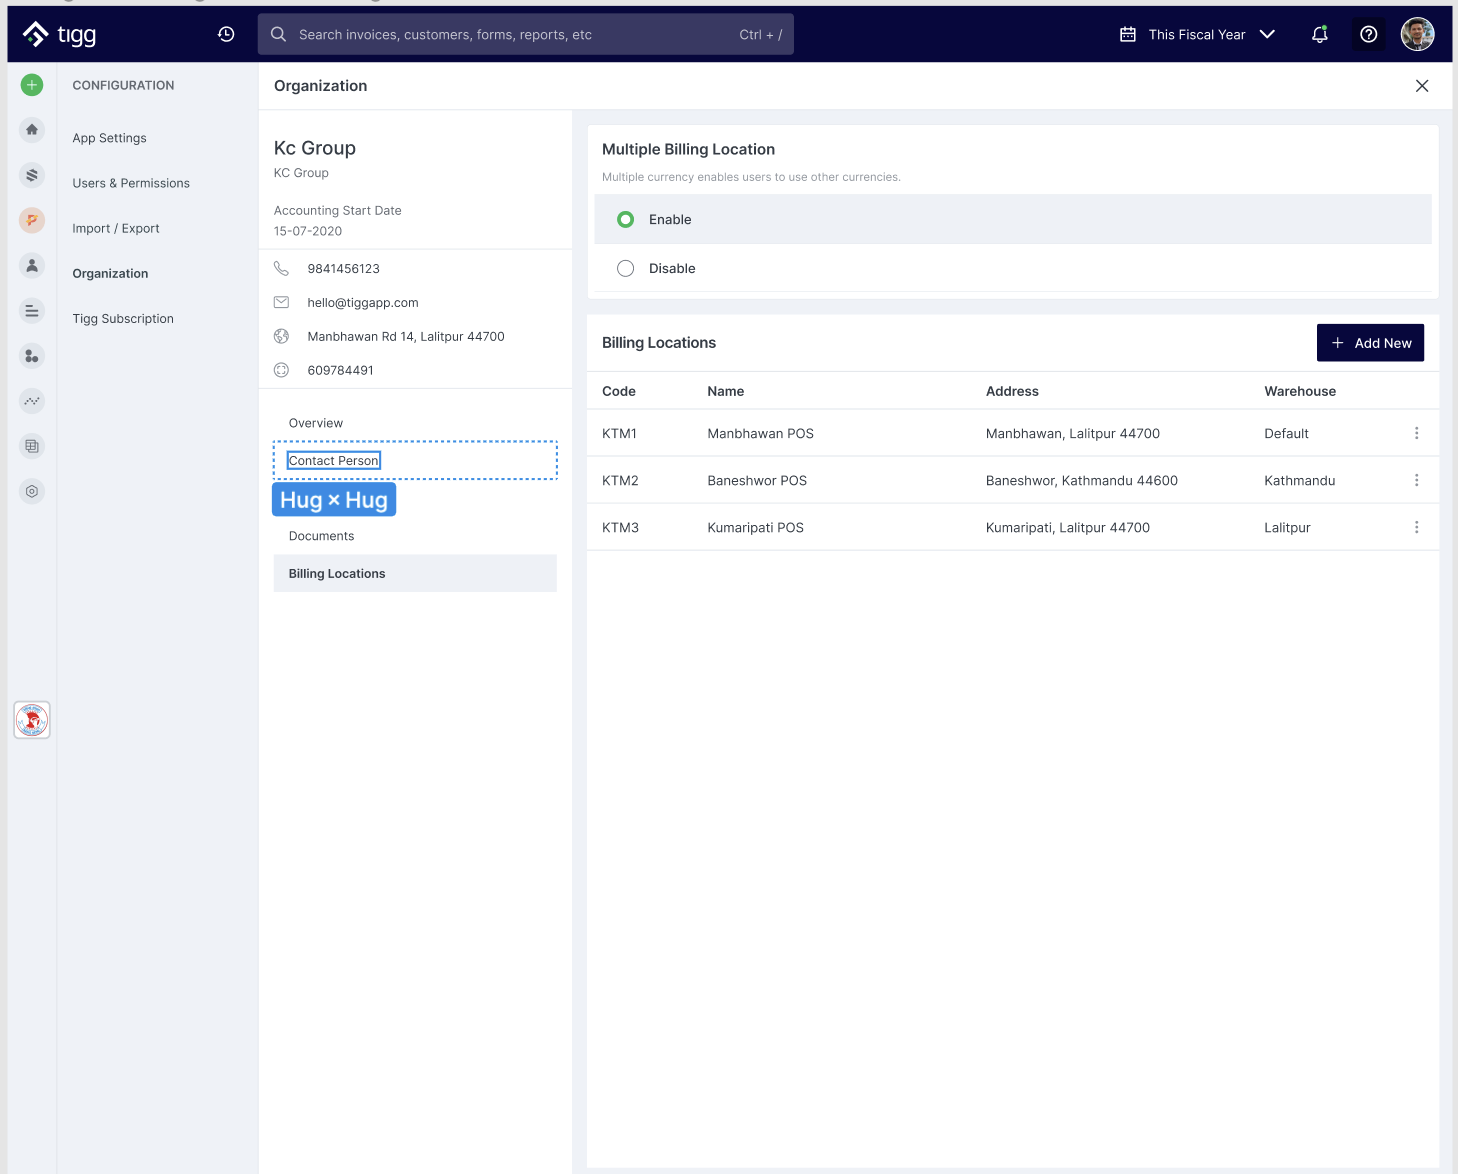 tigg
Search invoices, customers, forms, reports, etc
Ctrl + /
This Fiscal Year
CONFIGURATION
App Settings
Users & Permissions
Import / Export
Organization
Tigg Subscription
Organization
Kc Group
KC Group
Accounting Start Date
15-07-2020
9841456123
hello@tiggapp.com
Manbhawan Rd 14, Lalitpur 44700
609784491
Overview
Contact Person
Hug × Hug
Documents
Billing Locations
Multiple Billing Location
Multiple currency enables users to use other currencies.
Enable
Disable
Billing Locations
+ Add New
Code Name Address Warehouse
KTM1 Manbhawan POS Manbhawan, Lalitpur 44700 Default
KTM2 Baneshwor POS Baneshwor, Kathmandu 44600 Kathmandu
KTM3 Kumaripati POS Kumaripati, Lalitpur 44700 Lalitpur